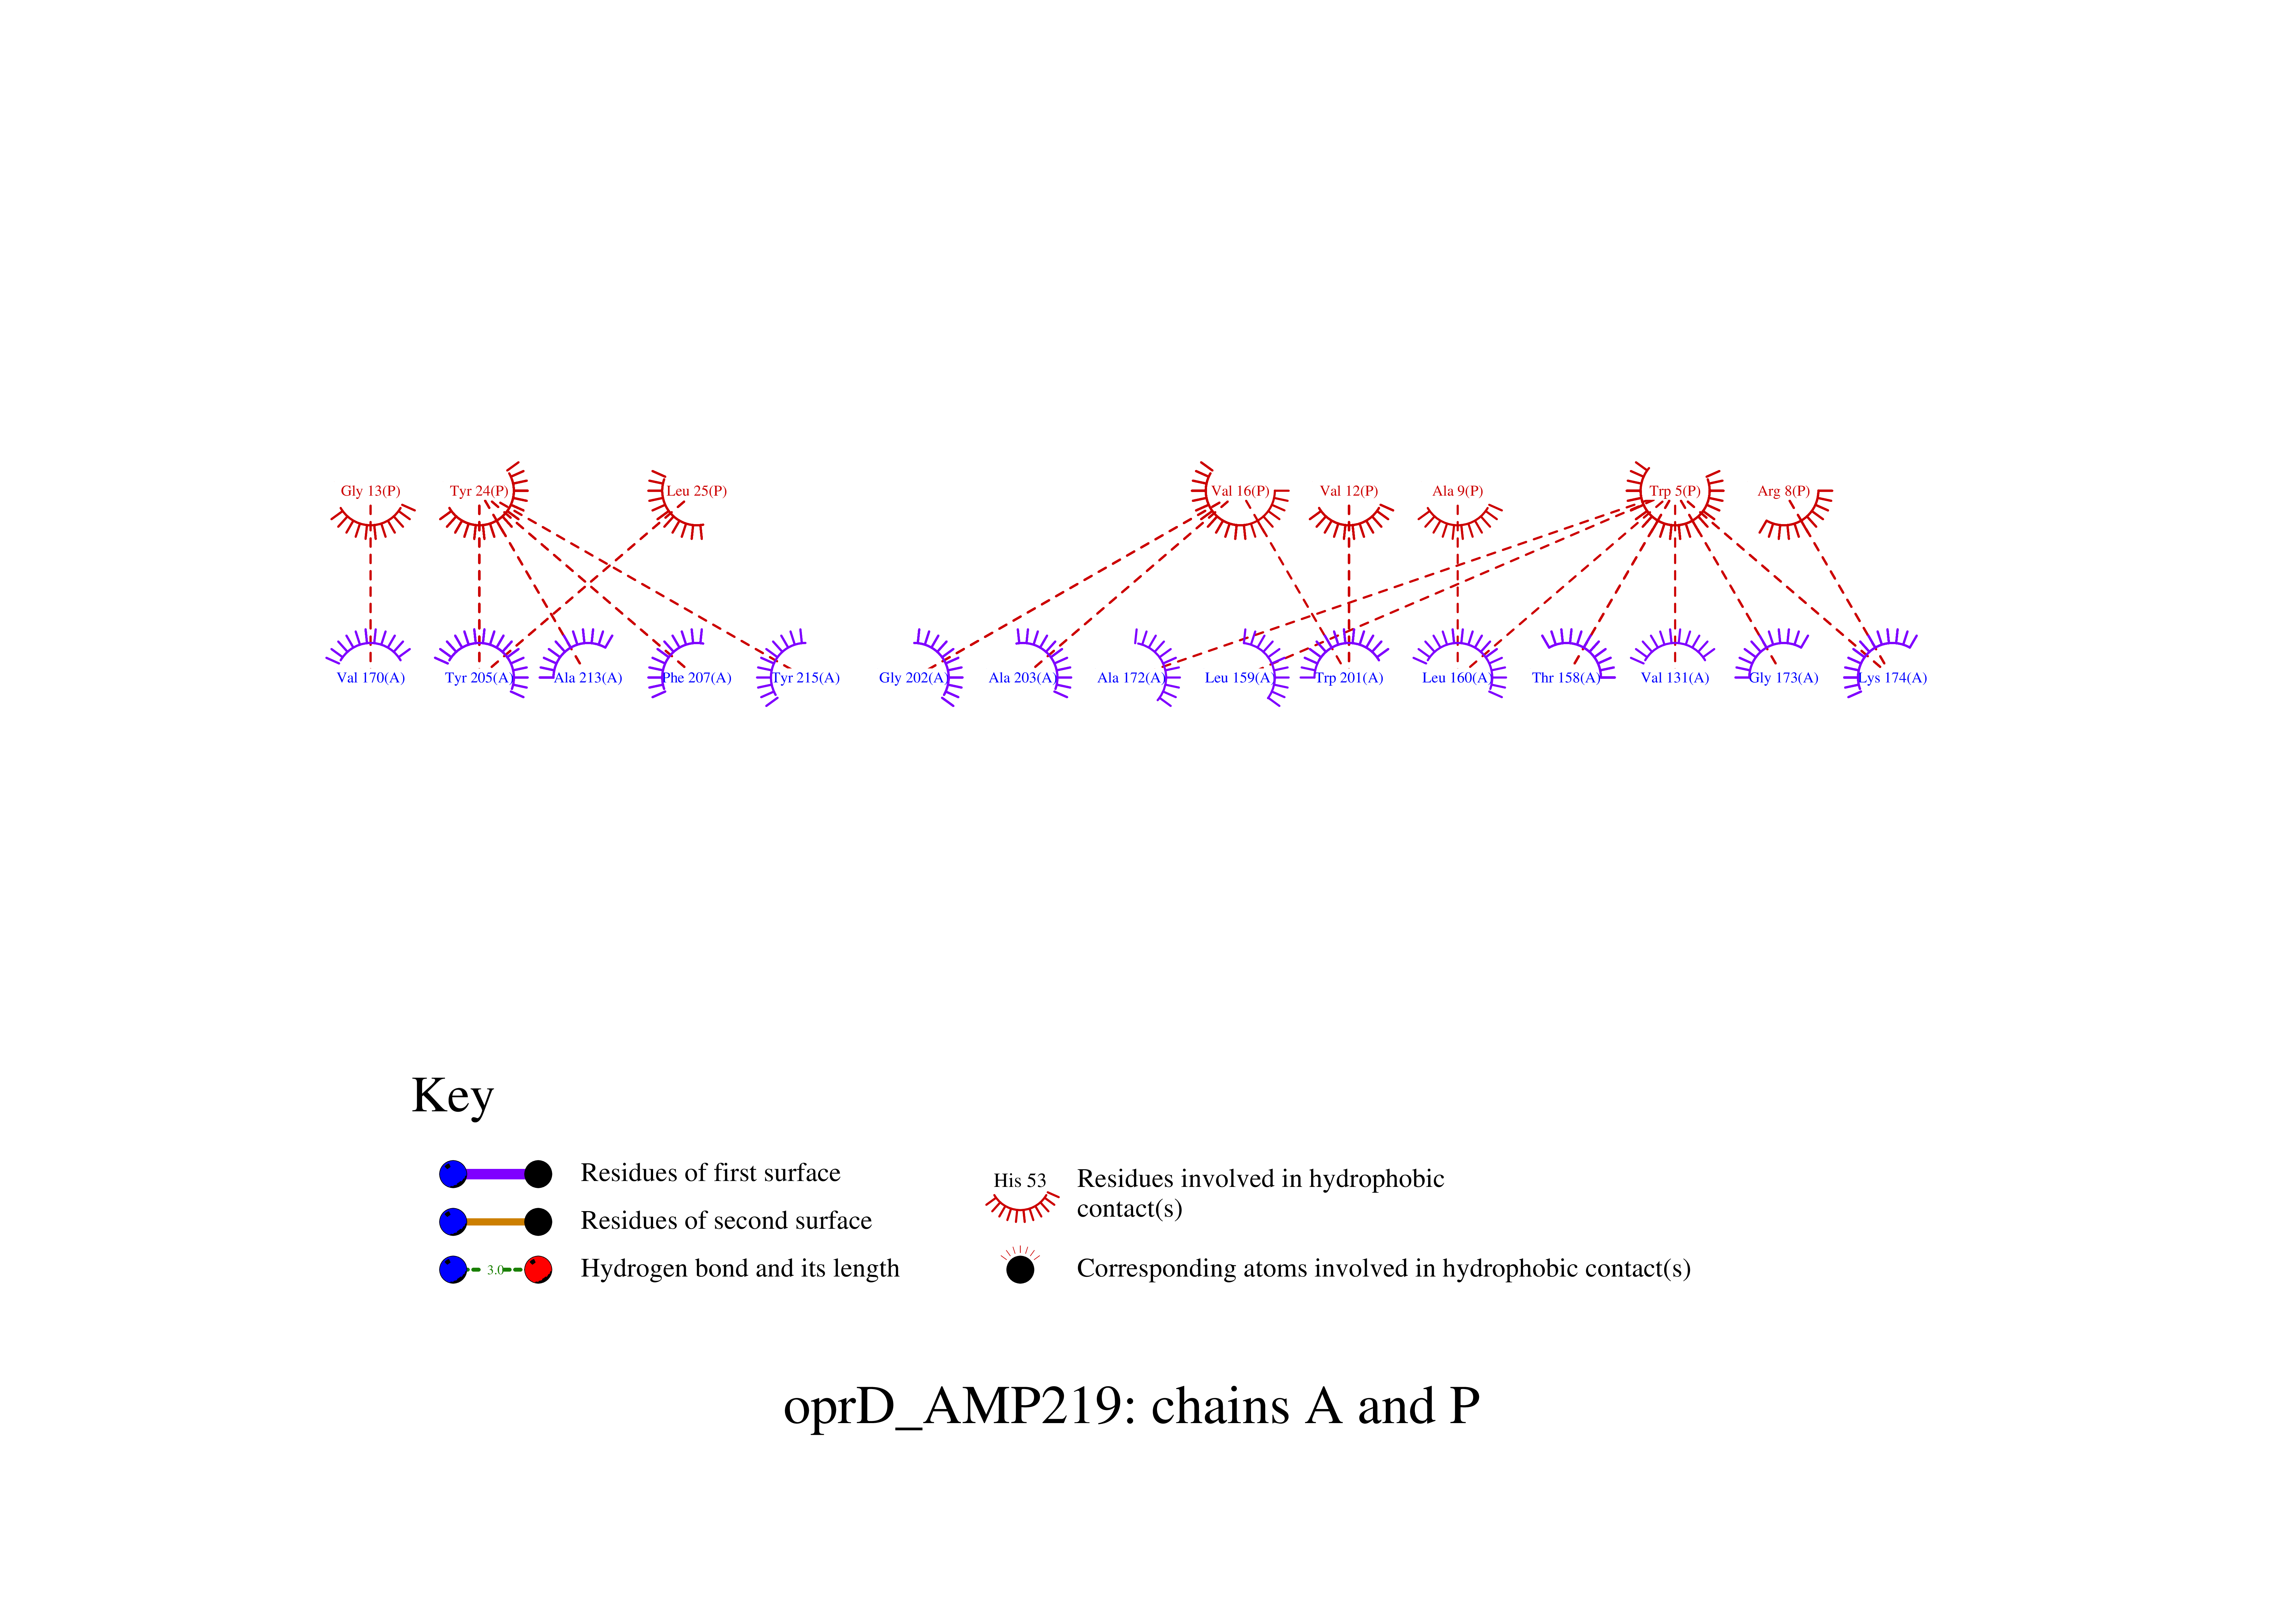 Gly 13(P) Tyr 24(P) Leu 25(P) Val 16(P) Val 12(P) Ala 9(P) Trp 5(P) Arg 8(P)
Val 170(A) Tyr 205(A) Ala 213(A) Phe 207(A) Tyr 215(A) Gly 202(A) Ala 203(A) Ala 172(A) Leu 159(A) Trp 201(A) Leu 160(A) Thr 158(A) Val 131(A) Gly 173(A) Lys 174(A)
Key
Residues of first surface
Residues of second surface
3.0 Hydrogen bond and its length
His 53 Residues involved in hydrophobic
contact(s)
Corresponding atoms involved in hydrophobic contact(s)
oprD_AMP219: chains A and P